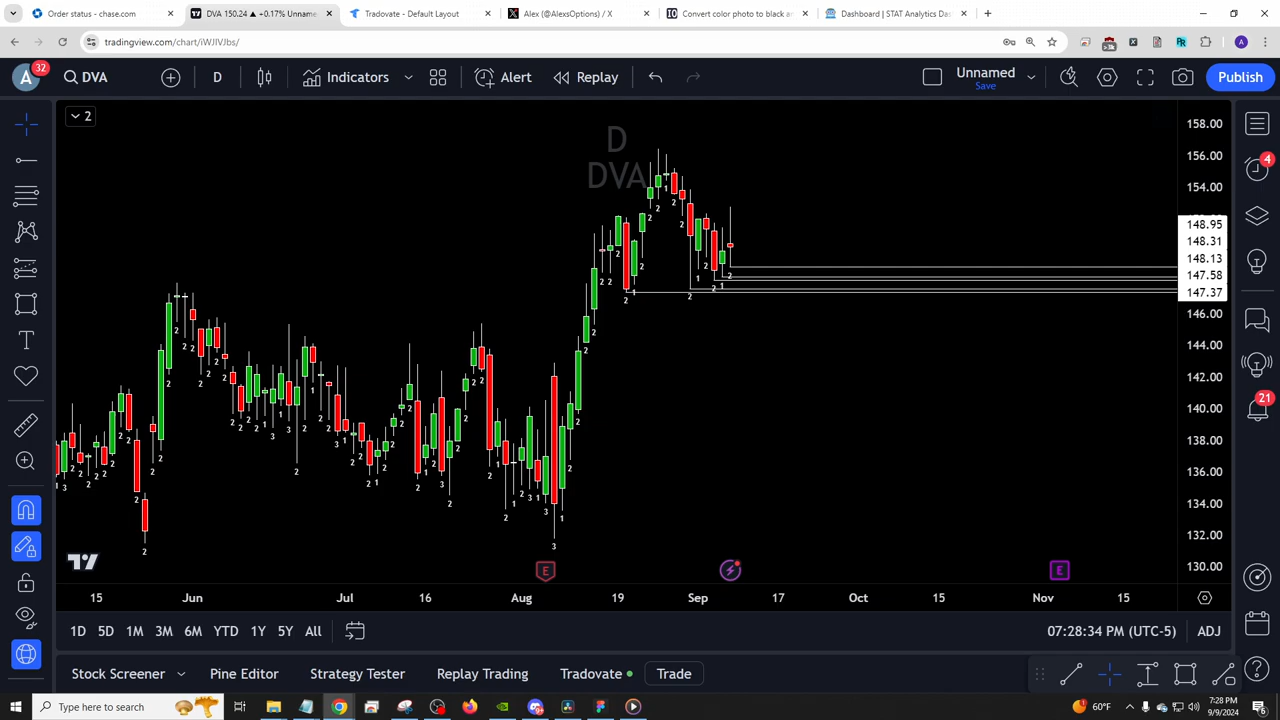 Order status - chase.com
DVA 150.24 ▲ +0.17% Unname
Tradovate - Default Layout
Alex (@AlexsOptions) / X
Convert color photo to black an
Dashboard | STAT Analytics Das
tradingview.com/chart/iWJIVJbs/
A
32
DVA
D
Indicators
Alert
Replay
Unnamed
Save
Publish
2
D
DVA
158.00
156.00
154.00
148.95
148.31
148.13
147.58
147.37
146.00
144.00
142.00
140.00
138.00
136.00
134.00
132.00
130.00
4
21
E
E
15
Jun
Jul
16
Aug
19
Sep
17
Oct
15
Nov
15
1D
5D
1M
3M
6M
YTD
1Y
5Y
All
07:28:34 PM (UTC-5)
ADJ
Stock Screener
Pine Editor
Strategy Tester
Replay Trading
Tradovate
Trade
Type here to search
60°F
7:28 PM
9/9/2024